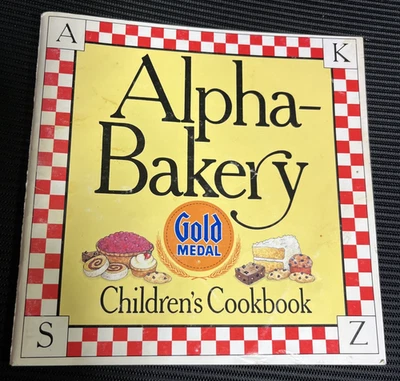 A
K
Alpha-
Bakery
Gold
MEDAL
Children's Cookbook
S
Z